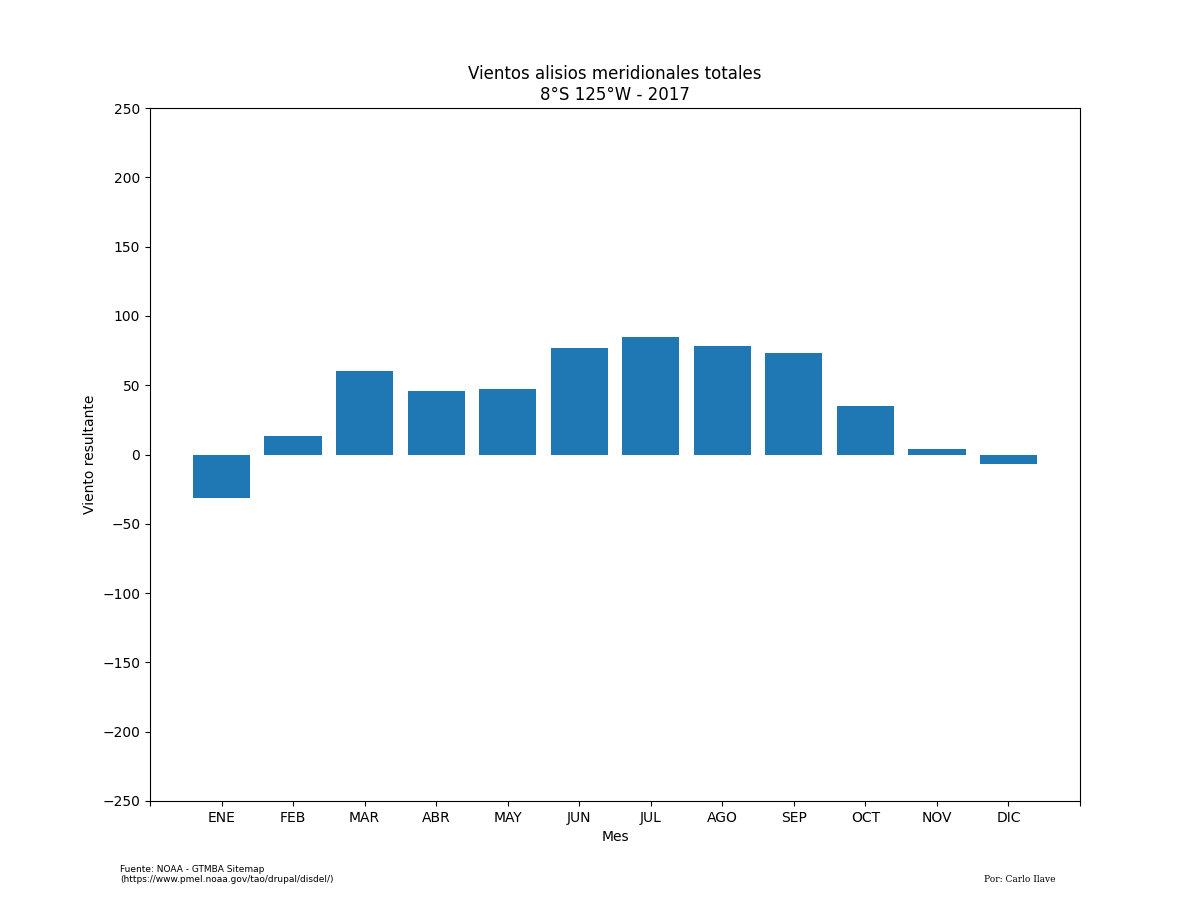 Vientos alisios meridionales totales
8°S 125°W - 2017
250
200
150
100
50
0
−50
−100
−150
−200
−250
Viento resultante
ENE FEB MAR ABR MAY JUN JUL AGO SEP OCT NOV DIC
Mes
Fuente: NOAA - GTMBA Sitemap
(https://www.pmel.noaa.gov/tao/drupal/disdel/)
Por: Carlo Ilave